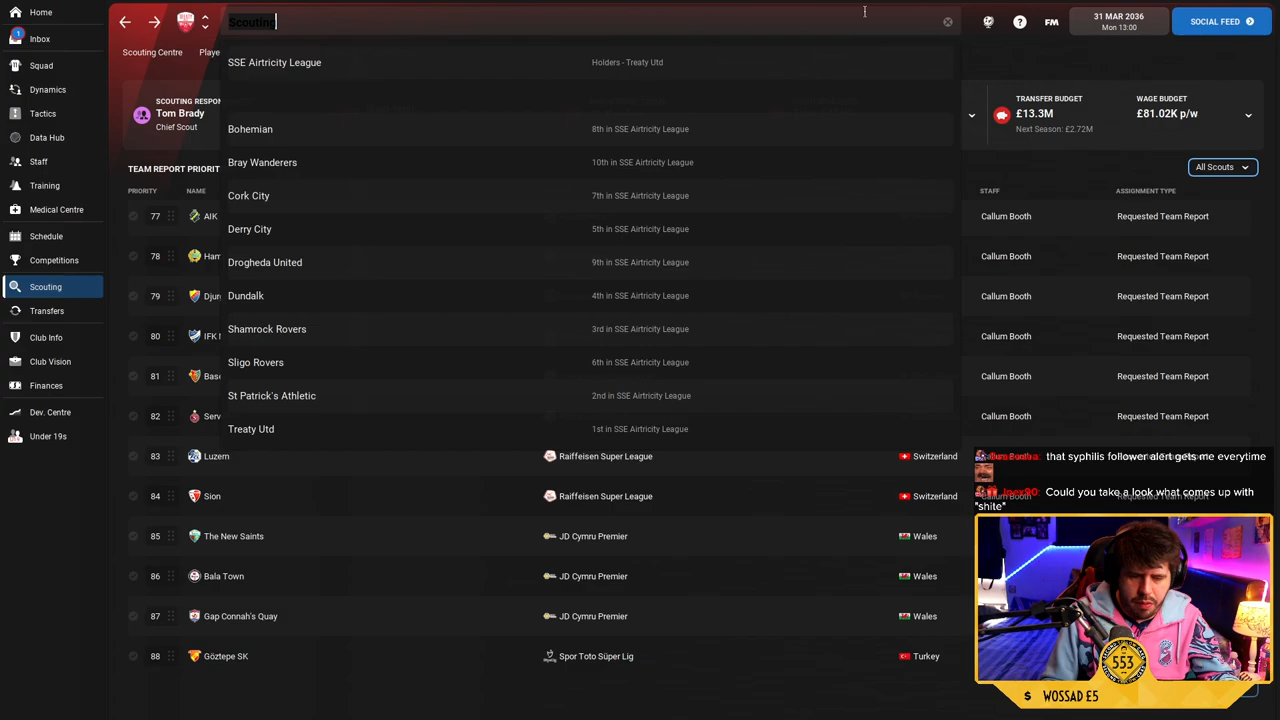 Home
Inbox
1
Squad
Dynamics
Tactics
Data Hub
Staff
Training
Medical Centre
Schedule
Competitions
Scouting
Transfers
Club Info
Club Vision
Finances
Dev. Centre
Under 19s
Scouting
FM
31 MAR 2036
Mon 13:00
SOCIAL FEED
Scouting Centre Playe
SCOUTING RESPON
Tom Brady
Chief Scout
TRANSFER BUDGET
£13.3M
Next Season: £2.72M
WAGE BUDGET
£81.02K p/w
TEAM REPORT PRIORIT
All Scouts
PRIORITY NAME STAFF ASSIGNMENT TYPE
SSE Airtricity League Holders - Treaty Utd
Bohemian 8th in SSE Airtricity League
Bray Wanderers 10th in SSE Airtricity League
Cork City 7th in SSE Airtricity League
Derry City 5th in SSE Airtricity League
Drogheda United 9th in SSE Airtricity League
Dundalk 4th in SSE Airtricity League
Shamrock Rovers 3rd in SSE Airtricity League
Sligo Rovers 6th in SSE Airtricity League
St Patrick's Athletic 2nd in SSE Airtricity League
Treaty Utd 1st in SSE Airtricity League
77 AIK Callum Booth Requested Team Report
78 Ham Callum Booth Requested Team Report
79 Djur Callum Booth Requested Team Report
80 IFK Callum Booth Requested Team Report
81 Base Callum Booth Requested Team Report
82 Serv Callum Booth Requested Team Report
83 Luzern Raiffeisen Super League Switzerland
84 Sion Raiffeisen Super League Switzerland
85 The New Saints JD Cymru Premier Wales
86 Bala Town JD Cymru Premier Wales
87 Gap Connah's Quay JD Cymru Premier Wales
88 Göztepe SK Spor Toto Süper Lig Turkey
that syphilis follower alert gets me everytime
Could you take a look what comes up with
"shite"
553
$ WOSSAD £5